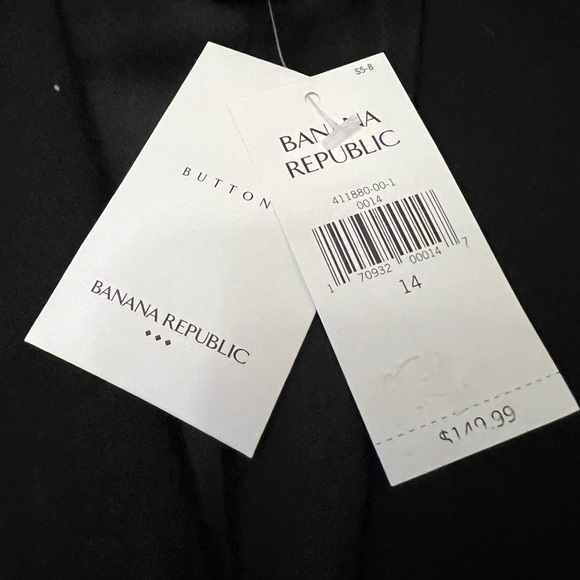 BUTTON
BANANA REPUBLIC
S5-8
BANANA
REPUBLIC
411880-00-1
0014
1 70932 00014 7
14
$149.99